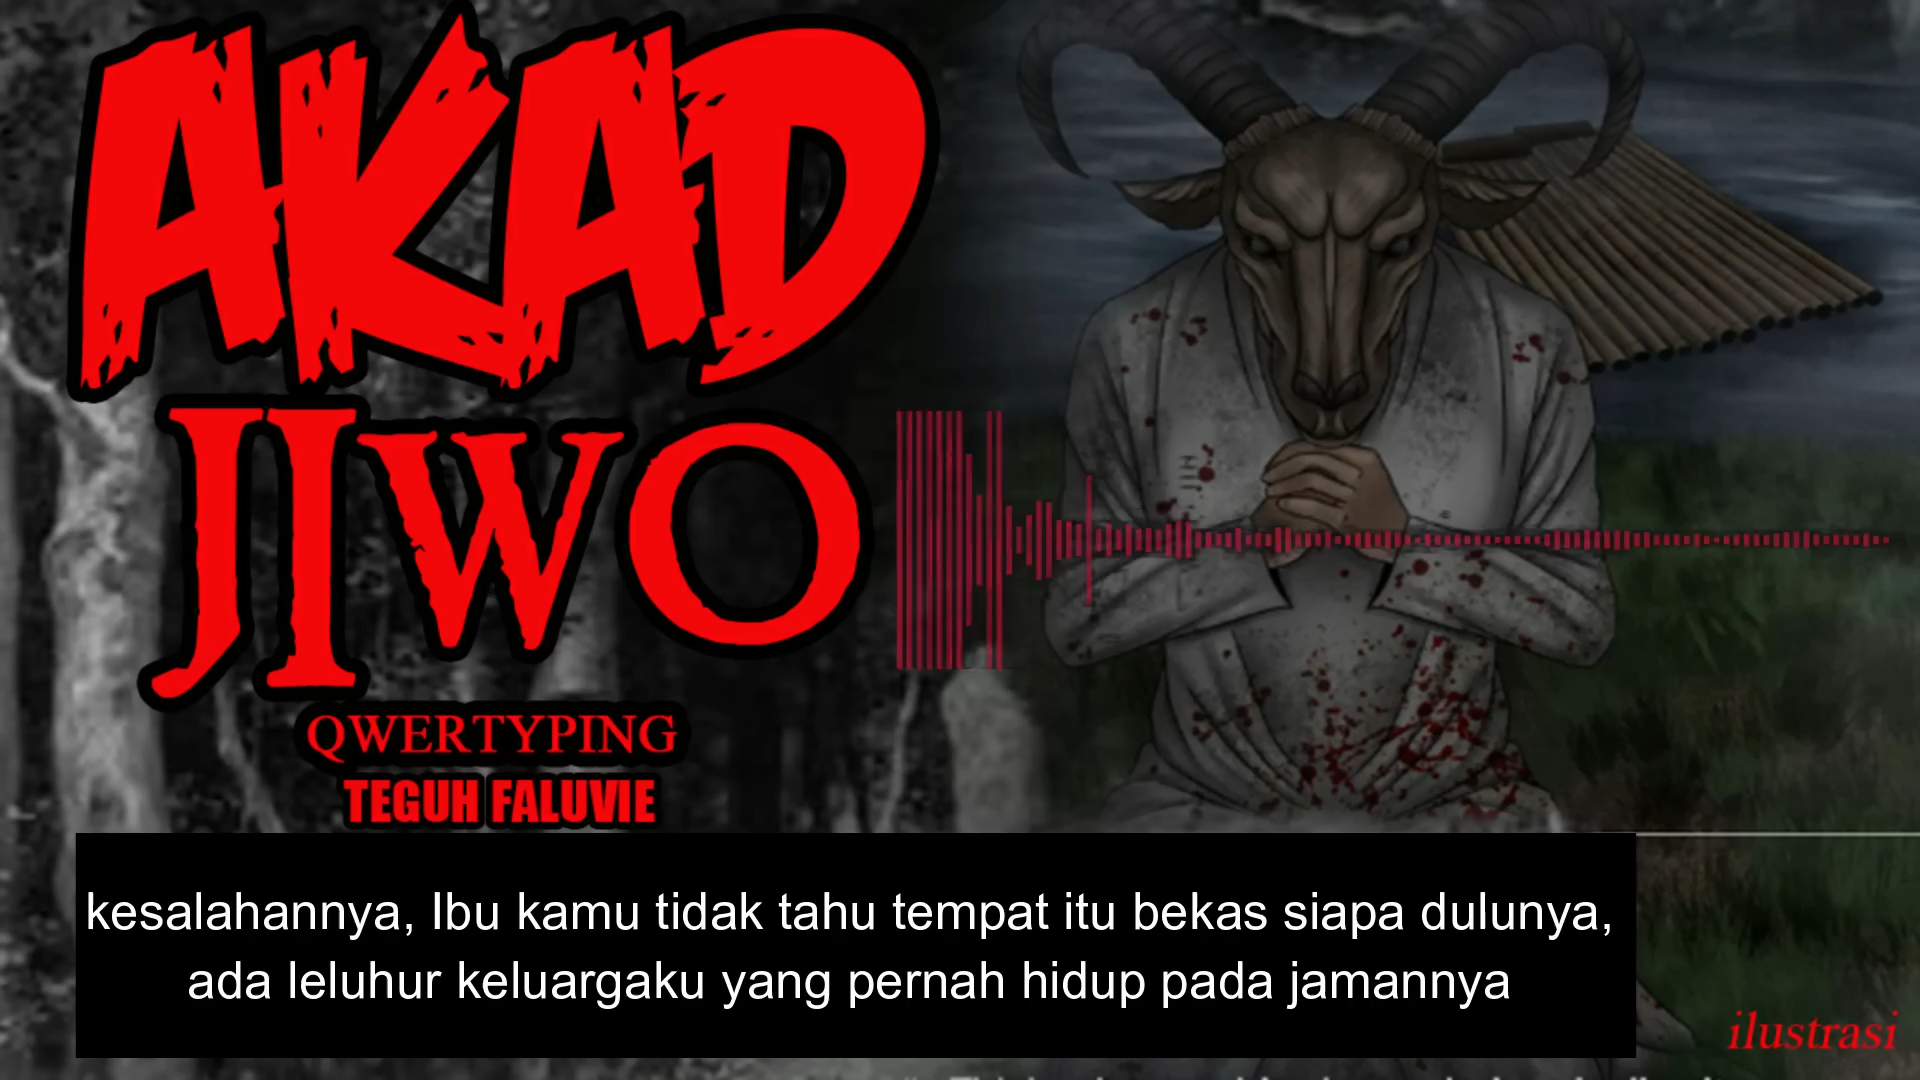 AKAD
JIWO
QWERTYPING
TEGUH FALUVIE
kesalahannya, Ibu kamu tidak tahu tempat itu bekas siapa dulunya,
ada leluhur keluargaku yang pernah hidup pada jamannya
ilustrasi